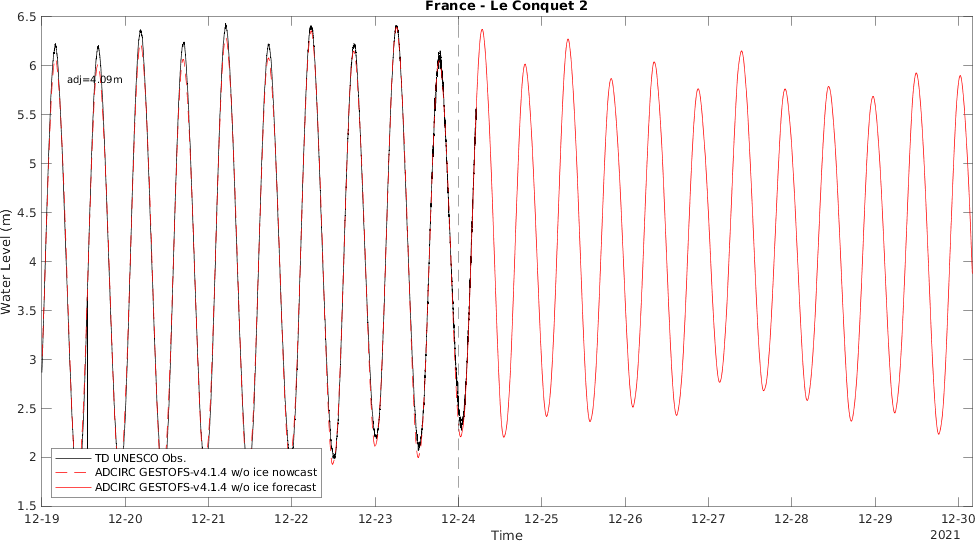 France - Le Conquet 2
6.5
6
5.5
5
4.5
4
3.5
3
2.5
2
1.5
Water Level (m)
adj=4.09m
TD UNESCO Obs.
ADCIRC GESTOFS-v4.1.4 w/o ice nowcast
ADCIRC GESTOFS-v4.1.4 w/o ice forecast
12-19 12-20 12-21 12-22 12-23 12-24 12-25 12-26 12-27 12-28 12-29 12-30
Time
2021